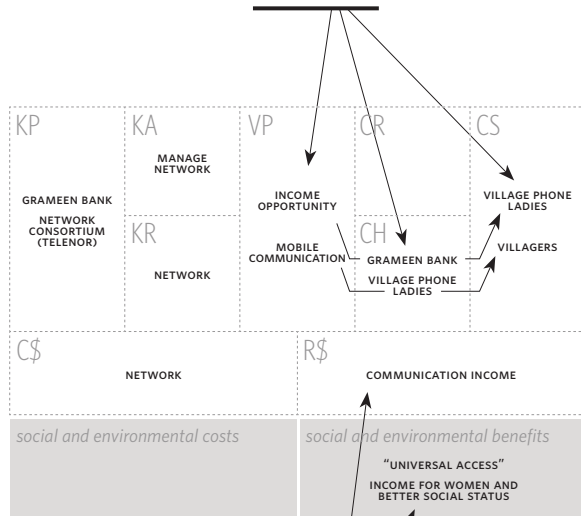 KP
GRAMEEN BANK
NETWORK
CONSORTIUM
(TELENOR)
KA
MANAGE
NETWORK
KR
NETWORK
VP
INCOME
OPPORTUNITY
MOBILE
COMMUNICATION
CR
CH
GRAMEEN BANK
VILLAGE PHONE
LADIES
CS
VILLAGE PHONE
LADIES
VILLAGERS
C$
NETWORK
R$
COMMUNICATION INCOME
social and environmental costs
social and environmental benefits
“UNIVERSAL ACCESS”
INCOME FOR WOMEN AND
BETTER SOCIAL STATUS